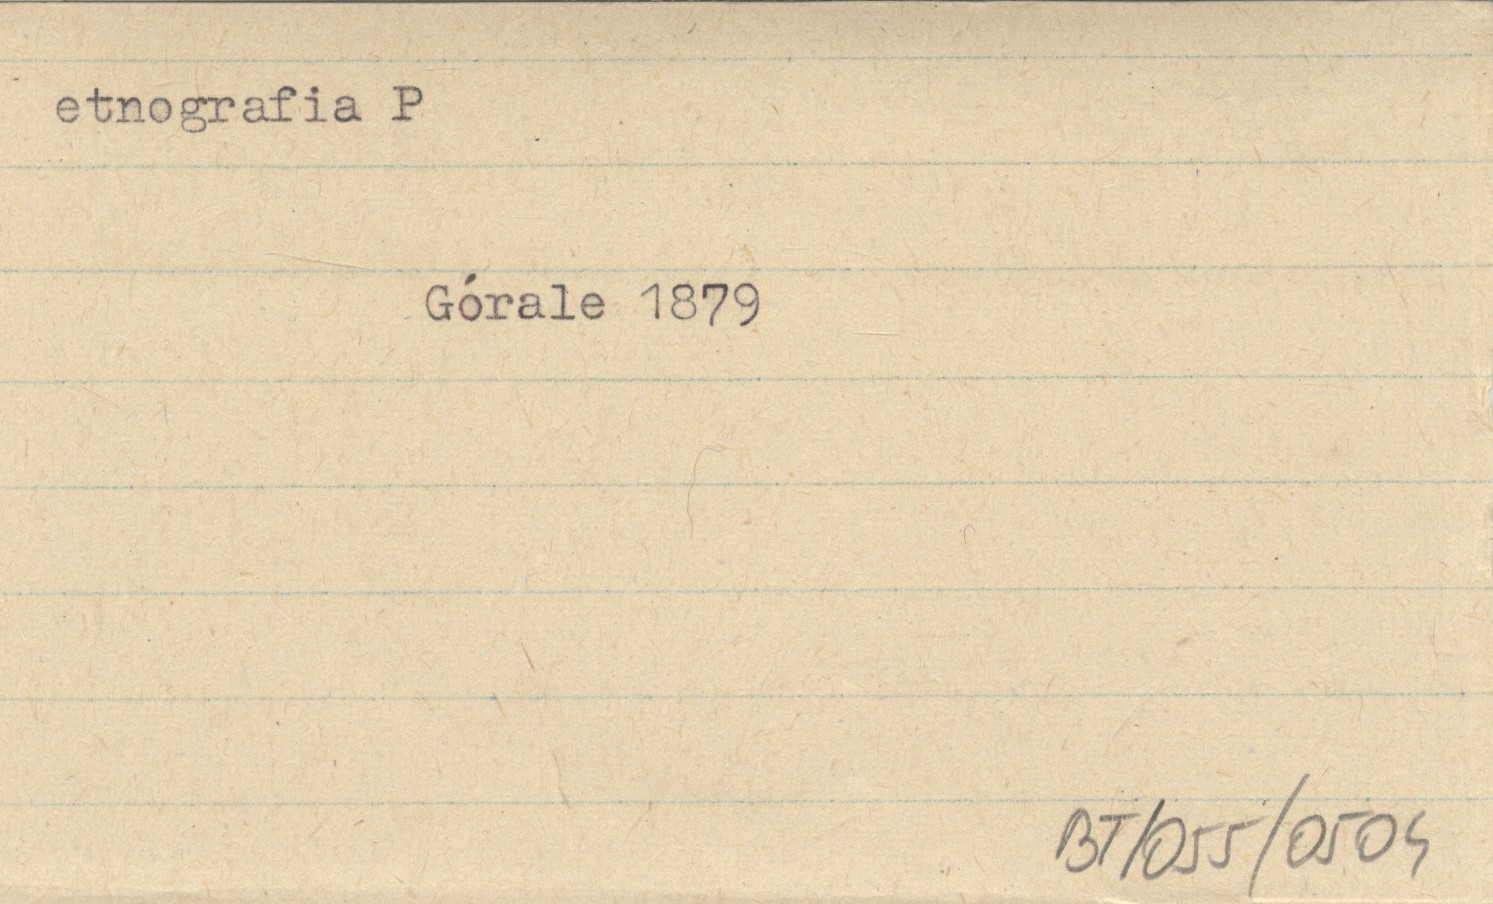 etnografia P
Górale 1879
BT/055/0504